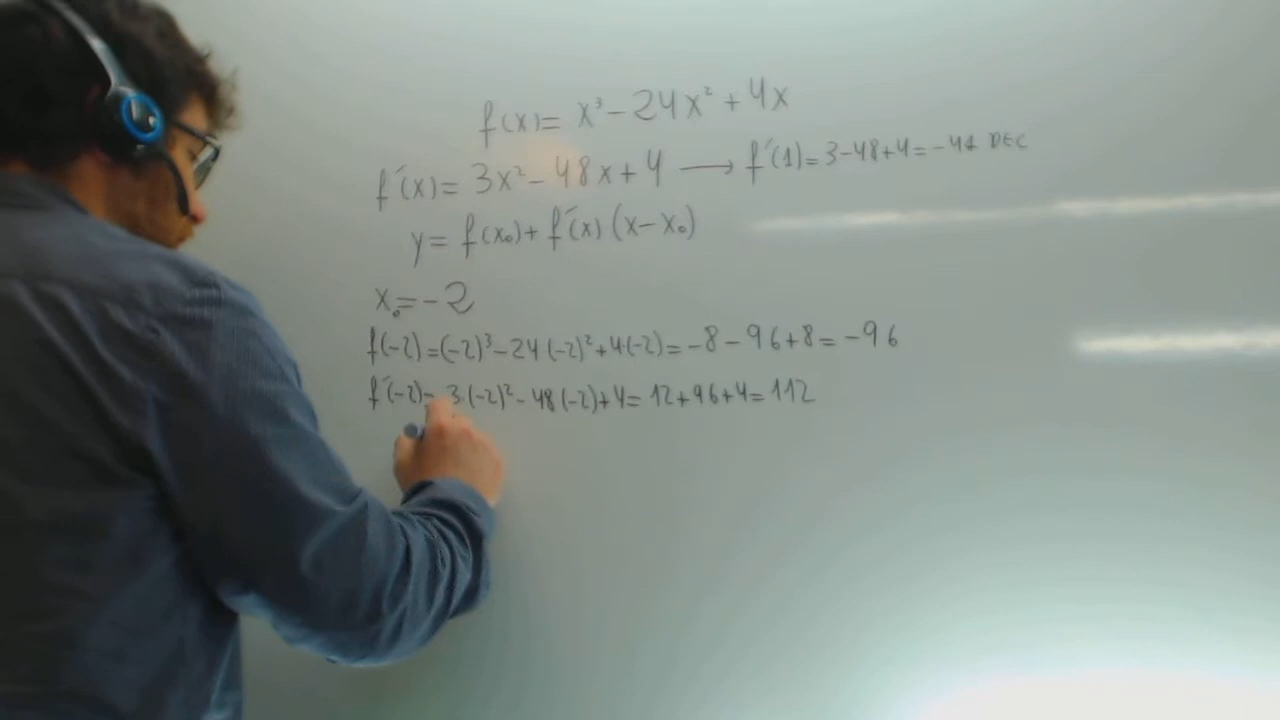 f(x)= x³-24x²+4x
f´(x)= 3x²-48x+4 → f´(1)=3-48+4=-41 DEC
y= f(x₀)+f´(x)(x-x₀)
x₀=-2
f(-2)=(-2)³-24(-2)²+4(-2)=-8-96+8=-96
f´(-2)=3·(-2)²-48(-2)+4=12+96+4=112